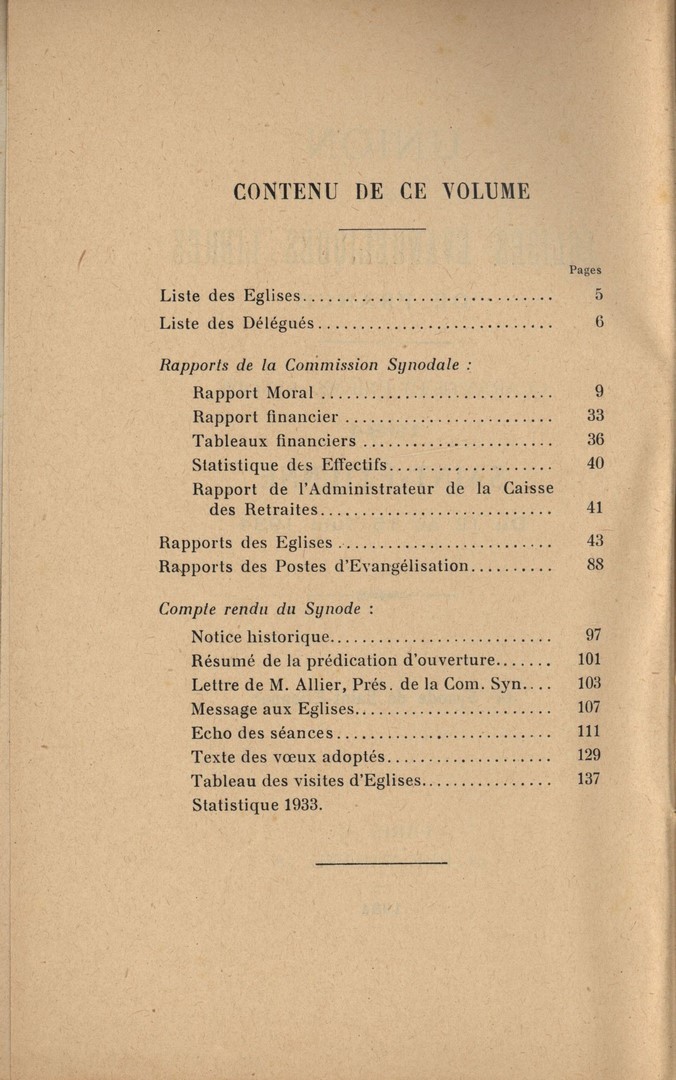 CONTENU DE CE VOLUME
Pages
Liste des Eglises............................ 5
Liste des Délégués........................... 6
Rapports de la Commission Synodale :
Rapport Moral ............................ 9
Rapport financier ......................... 33
Tableaux financiers ....................... 36
Statistique des Effectifs.................... 40
Rapport de l'Administrateur de la Caisse
des Retraites............................ 41
Rapports des Eglises .......................... 43
Rapports des Postes d'Evangélisation.......... 88
Compte rendu du Synode :
Notice historique........................... 97
Résumé de la prédication d'ouverture....... 101
Lettre de M. Allier, Prés. de la Com. Syn.... 103
Message aux Eglises........................ 107
Echo des séances .......................... 111
Texte des vœux adoptés.................... 129
Tableau des visites d'Eglises................ 137
Statistique 1933.